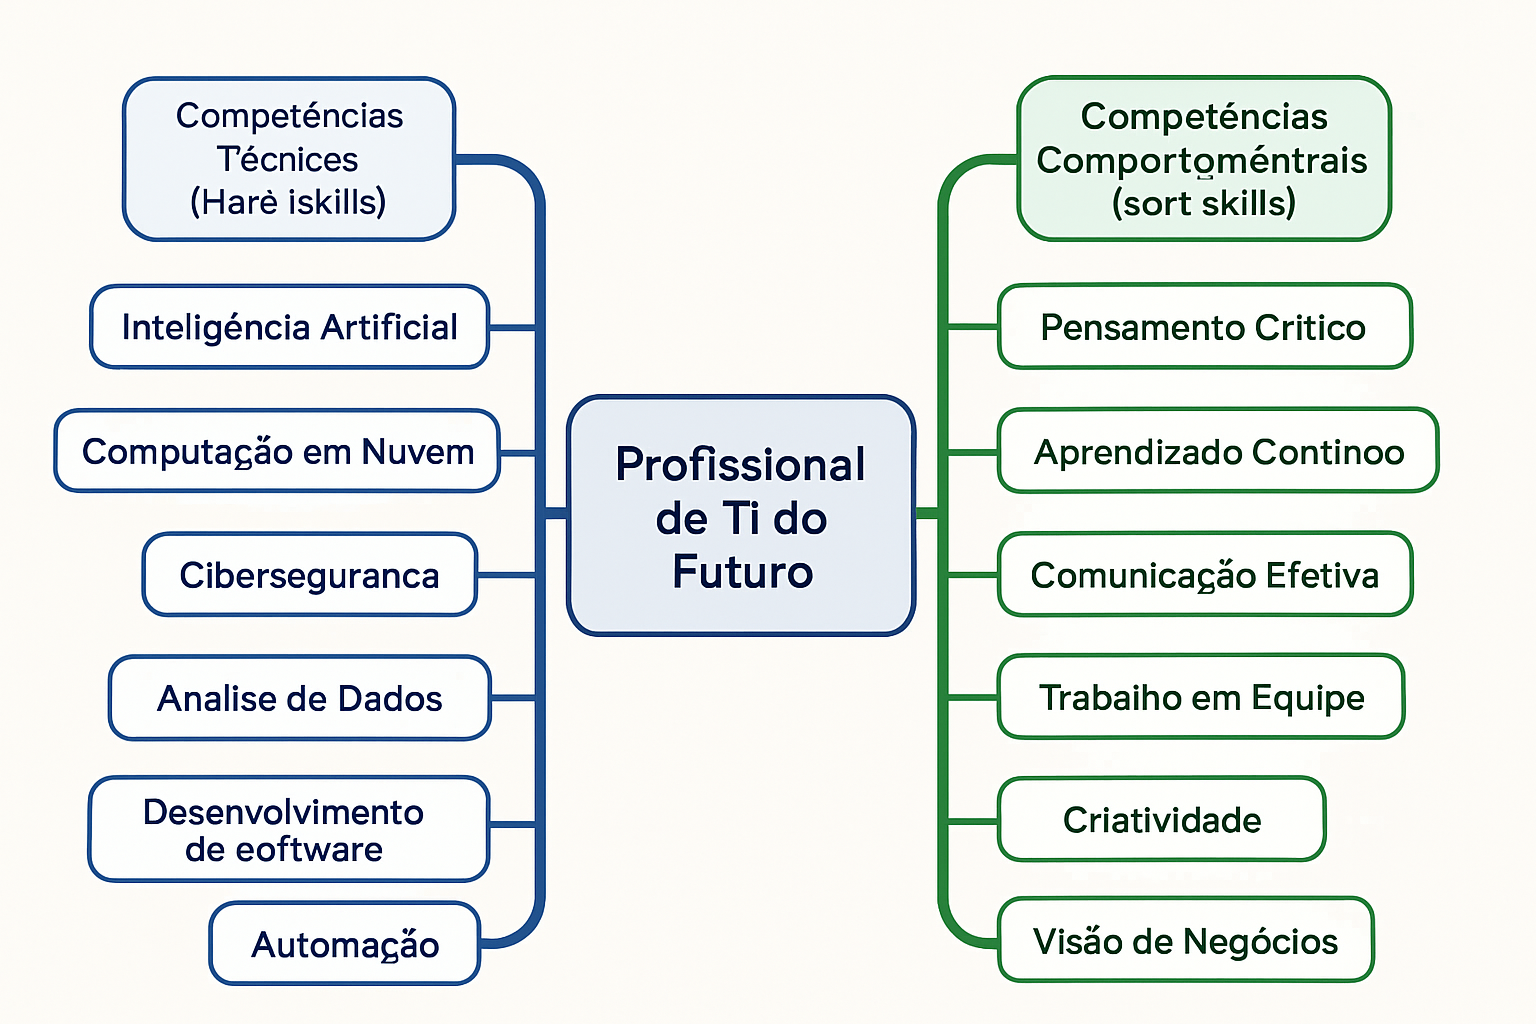 Competéncias
Técnices
(Harè iskills)
Inteligéncia Artificial
Computação em Nuvem
Ciberseguranca
Analise de Dados
Desenvolvimento
de eoftware
Automação
Profissional
de Ti do
Futuro
Competéncias
Comportoméntrais
(sort skills)
Pensamento Critico
Aprendizado Continoo
Comunicação Efetiva
Trabaiho em Equipe
Criatividade
Visão de Negócios